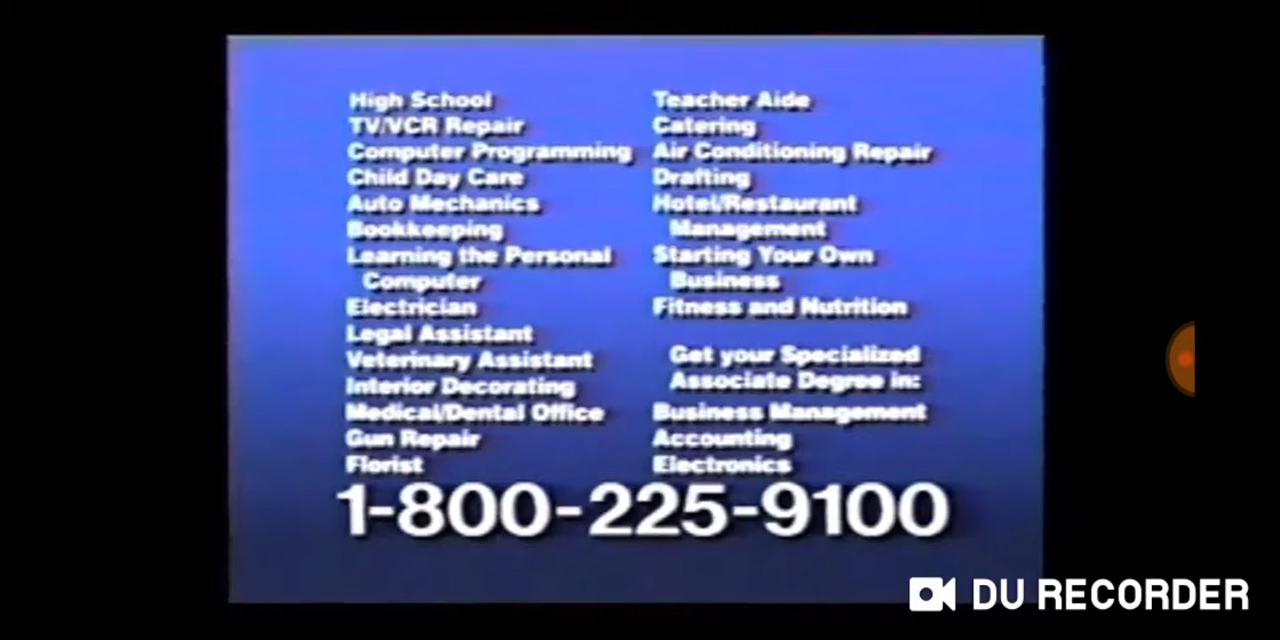 High School
TV/VCR Repair
Computer Programming
Child Day Care
Auto Mechanics
Bookkeeping
Learning the Personal
Computer
Electrician
Legal Assistant
Veterinary Assistant
Interior Decorating
Medical/Dental Office
Gun Repair
Florist
Teacher Aide
Catering
Air Conditioning Repair
Drafting
Hotel/Restaurant
Management
Starting Your Own
Business
Fitness and Nutrition
Get your Specialized
Associate Degree in:
Business Management
Accounting
Electronics
1-800-225-9100
DU RECORDER